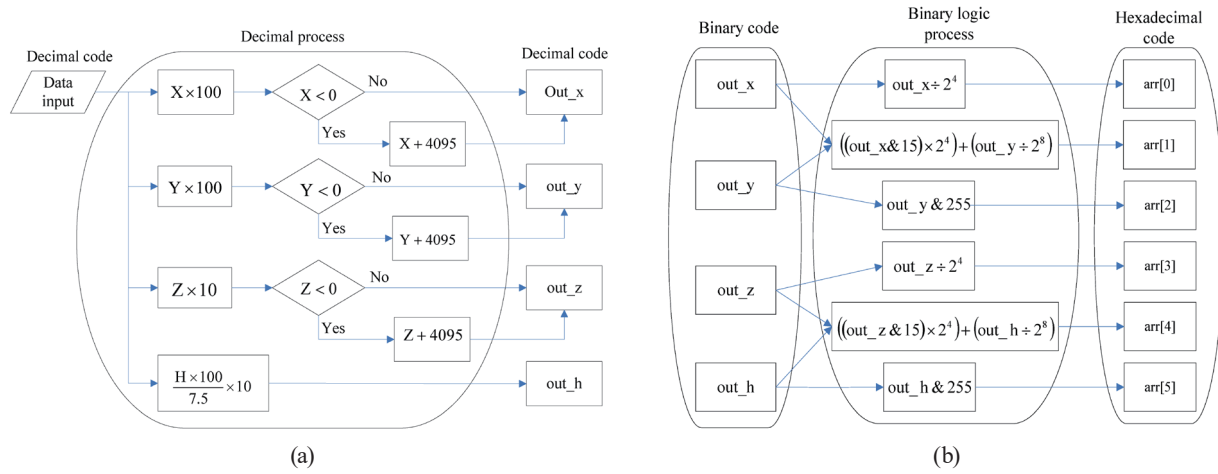 Decimal code
Data
input
Decimal process
X×100
X<0
No
Yes
X+4095
Y×100
Y<0
No
Yes
Y+4095
Z×10
Z<0
No
Yes
Z+4095
H×100/7.5 ×10
Decimal code
Out_x
out_y
out_z
out_h
(a)
Binary code
out_x
out_y
out_z
out_h
Binary logic
process
out_x÷2⁴
((out_x&15)×2⁴)+(out_y÷2⁸)
out_y&255
out_z÷2⁴
((out_z&15)×2⁴)+(out_h÷2⁸)
out_h&255
Hexadecimal
code
arr[0]
arr[1]
arr[2]
arr[3]
arr[4]
arr[5]
(b)